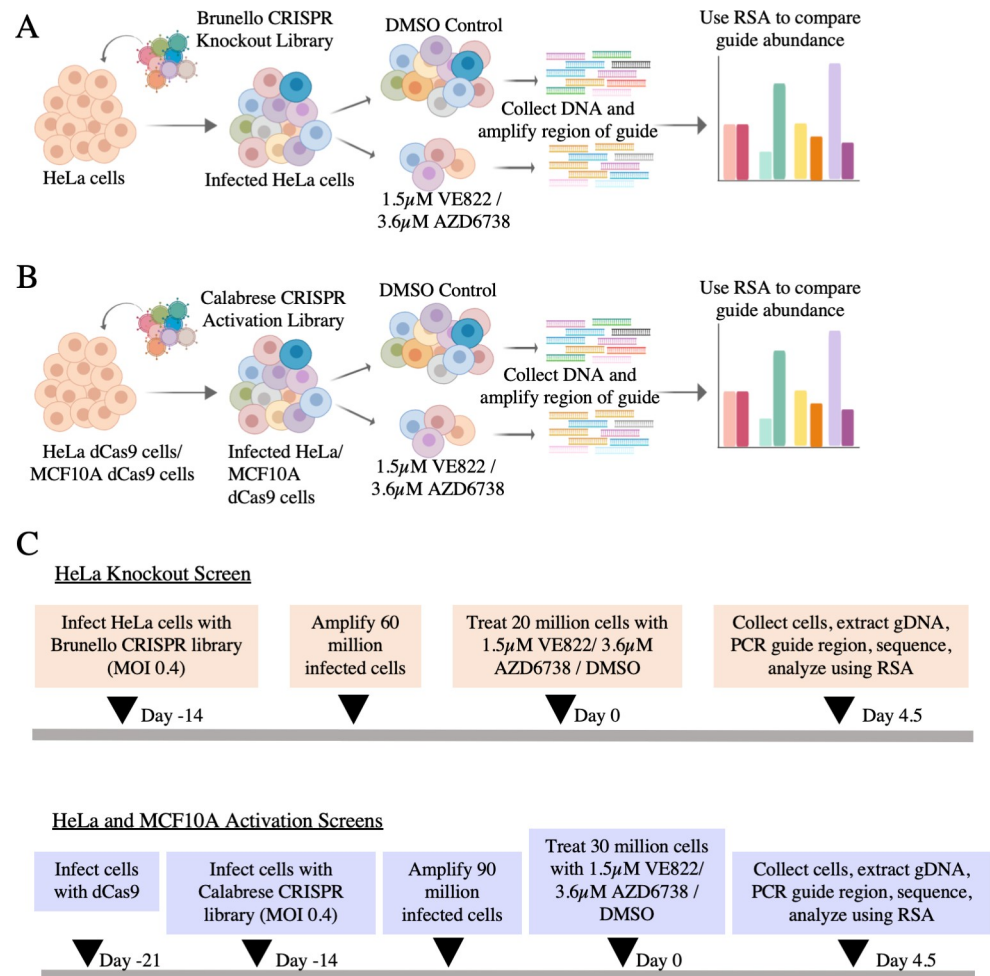 A
Brunello CRISPR
Knockout Library
DMSO Control
Use RSA to compare
guide abundance
Collect DNA and
amplify region of guide
HeLa cells
Infected HeLa cells
1.5μM VE822 /
3.6μM AZD6738
B
Calabrese CRISPR
Activation Library
DMSO Control
Use RSA to compare
guide abundance
Collect DNA and
amplify region of guide
HeLa dCas9 cells/
MCF10A dCas9 cells
Infected HeLa/
MCF10A
dCas9 cells
1.5μM VE822 /
3.6μM AZD6738
C
HeLa Knockout Screen
Infect HeLa cells with
Brunello CRISPR library
(MOI 0.4)
Amplify 60
million
infected cells
Treat 20 million cells with
1.5μM VE822/ 3.6μM
AZD6738 / DMSO
Collect cells, extract gDNA,
PCR guide region, sequence,
analyze using RSA
Day -14
Day 0
Day 4.5
HeLa and MCF10A Activation Screens
Infect cells
with dCas9
Infect cells with
Calabrese CRISPR
library (MOI 0.4)
Amplify 90
million
infected cells
Treat 30 million cells
with 1.5μM VE822/
3.6μM AZD6738 /
DMSO
Collect cells, extract gDNA,
PCR guide region, sequence,
analyze using RSA
Day -21
Day -14
Day 0
Day 4.5